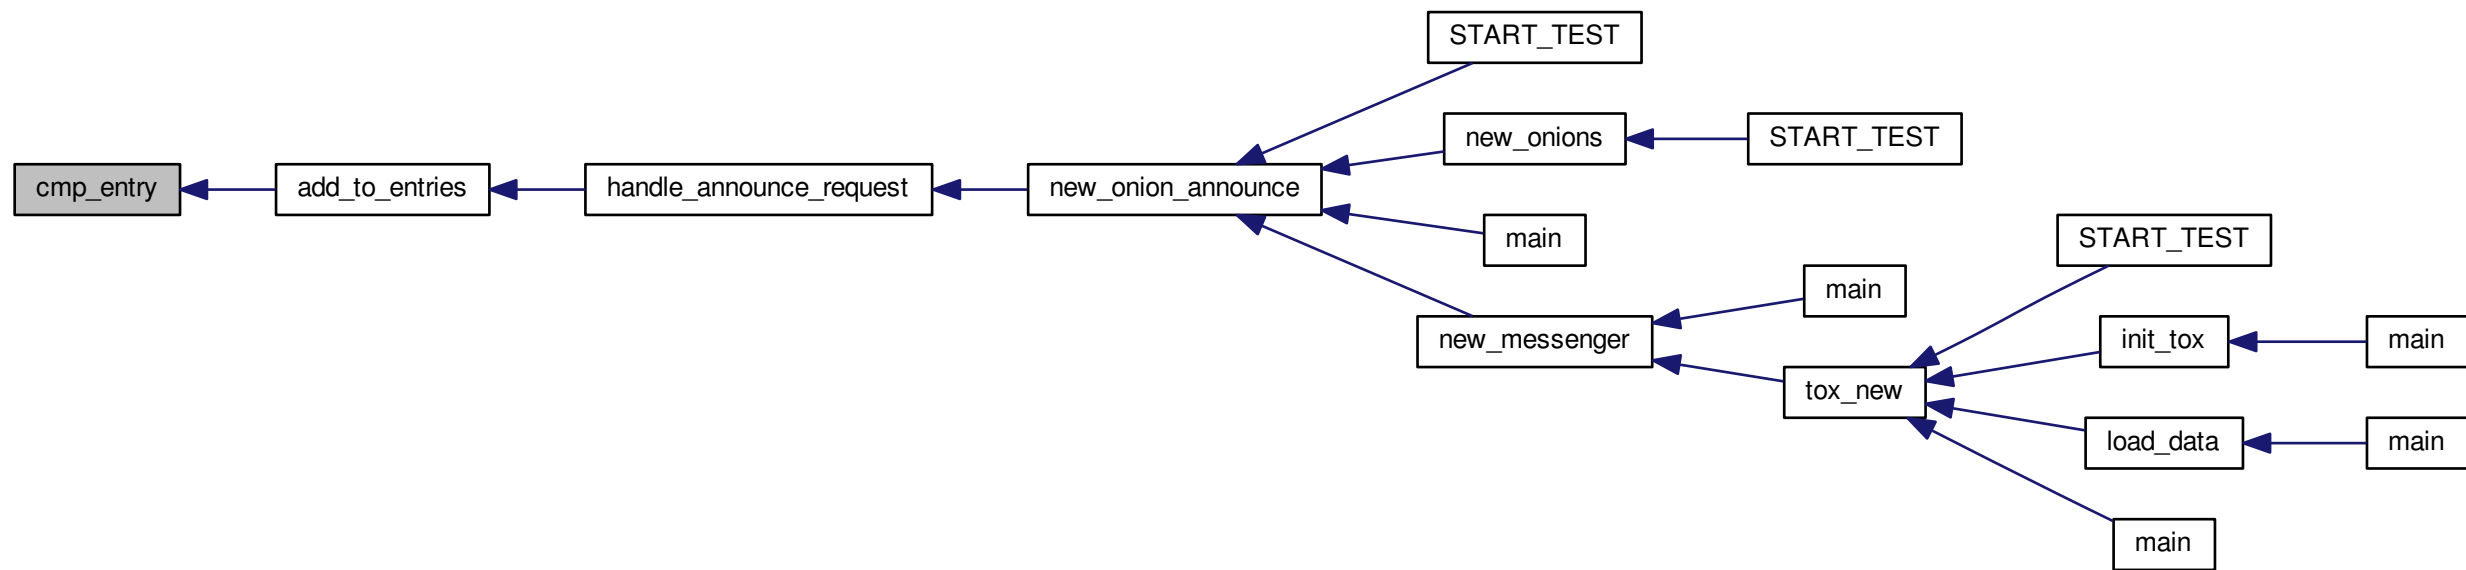 START_TEST
new_onions
START_TEST
cmp_entry
add_to_entries
handle_announce_request
new_onion_announce
main
START_TEST
main
new_messenger
init_tox
main
tox_new
load_data
main
main